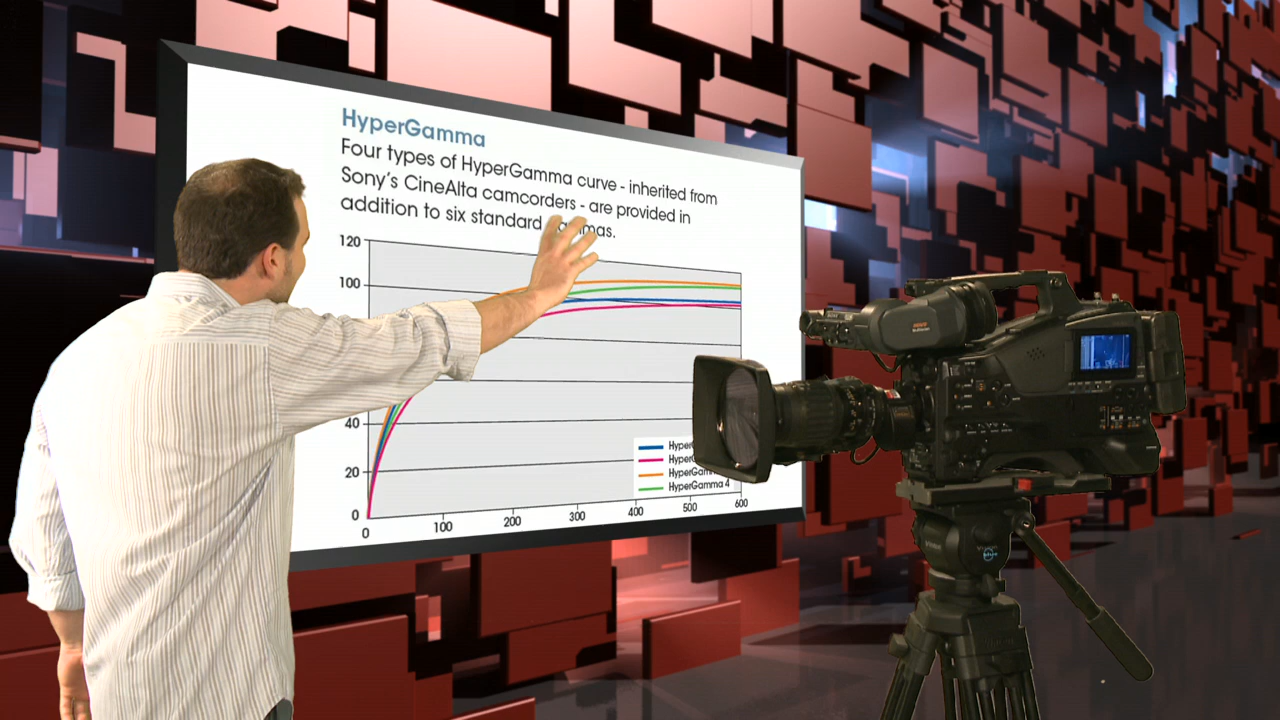 HyperGamma
Four types of HyperGamma curve - inherited from
Sony's CineAlta camcorders - are provided in
addition to six standard
120
100
40
20
0
0 100 200 300 400 500 600
HyperGamma 4